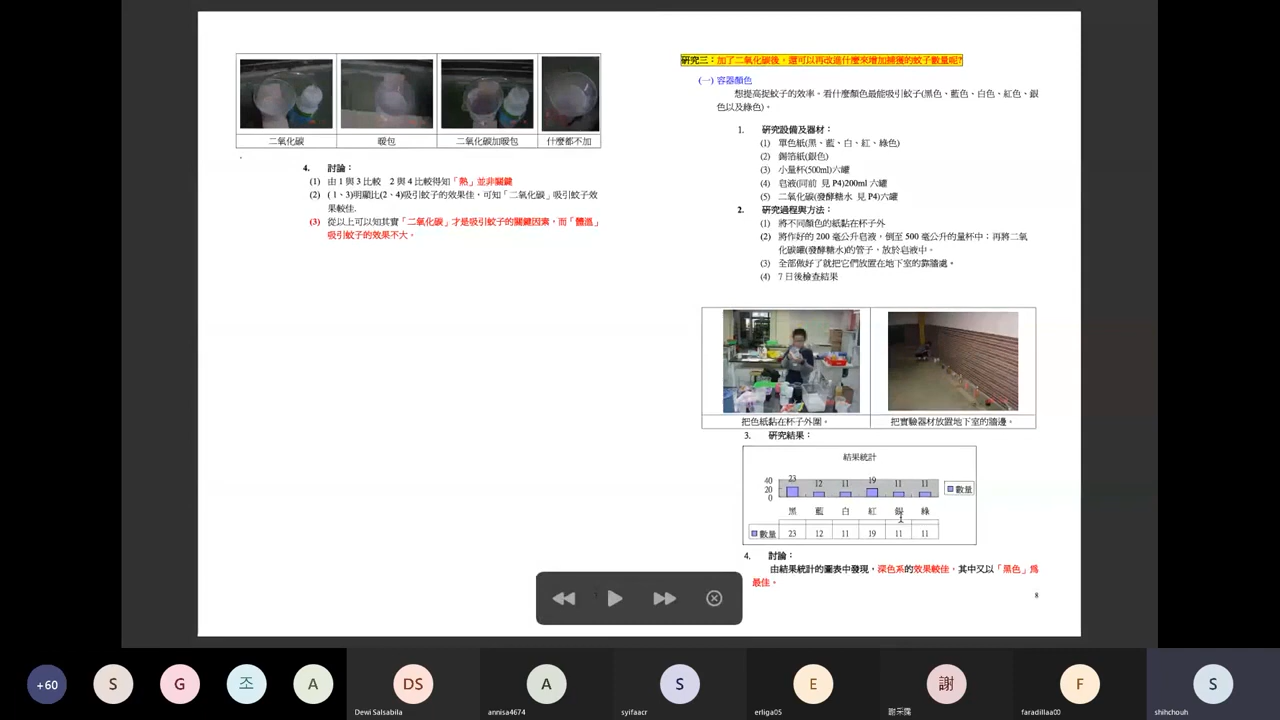 二氧化碳
暖包
二氧化碳加暖包
什麼都不加
4. 討論：
(1) 由 1 與 3 比較 2 與 4 比較得知「熱」並非關鍵
(2) ( 1、3)明顯比(2、4)吸引蚊子的效果佳，可知「二氧化碳」吸引蚊子效
果較佳.
(3) 從以上可以知其實「二氧化碳」才是吸引蚊子的關鍵因素，而「體溫」
吸引蚊子的效果不大。
研究三：加了二氧化碳後，還可以再改進什麼來增加捕獲的蚊子數量呢?
(一) 容器顏色
想提高捉蚊子的效率。看什麼顏色最能吸引蚊子(黑色、藍色、白色、紅色、銀
色以及綠色)。
1. 研究設備及器材：
(1) 單色紙(黑、藍、白、紅、綠色)
(2) 錫箔紙(銀色)
(3) 小量杯(500ml)六罐
(4) 皂液(同前 見 P4)200ml 六罐
(5) 二氧化碳(發酵糖水 見 P4)六罐
2. 研究過程與方法：
(1) 將不同顏色的紙黏在杯子外
(2) 將作好的 200 毫公升皂液，倒至 500 毫公升的量杯中；再將二氧
化碳罐(發酵糖水)的管子，放於皂液中。
(3) 全部做好了就把它們放置在地下室的靠牆處。
(4) 7 日後檢查結果
把色紙黏在杯子外圍。
把實驗器材放置地下室的牆邊。
3. 研究結果：
結果統計
40
20
0
23 12 11 19 11 11
數量
黑 藍 白 紅 銀 綠
數量 23 12 11 19 11 11
4. 討論：
由結果統計的圖表中發現，深色系的效果較佳，其中又以「黑色」為
最佳。
8
+60
S
G
조
A
DS
Dewi Salsabila
A
annisa4674
S
syifaacr
E
erliga05
謝
謝采霈
F
faradillaa00
S
shihchouh